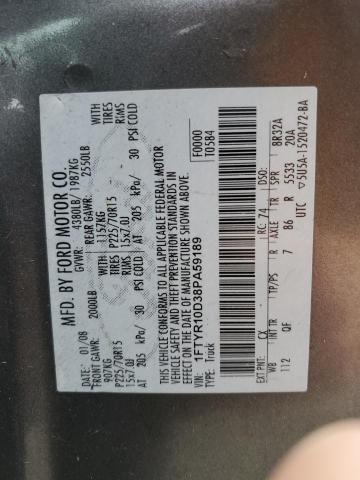 MFD. BY FORD MOTOR CO.
DATE: 01/08 GVWR: 4380LB/ 1987KG
FRONT GAWR: 2000LB REAR GAWR: 2550LB
907KG WITH 1157KG WITH
P225/70R15 TIRES P225/70R15 TIRES
15x7.0J RIMS 15x7.0J RIMS
AT 205 kPa/ 30 PSI COLD AT 205 kPa/ 30 PSI COLD
THIS VEHICLE CONFORMS TO ALL APPLICABLE FEDERAL MOTOR
VEHICLE SAFETY AND THEFT PREVENTION STANDARDS IN
EFFECT ON THE DATE OF MANUFACTURE SHOWN ABOVE.
VIN: 1FTYR10D38PA59189 F0000
TYPE: Truck T0584
EXT PNT: CX RC: 74 DSO:
WB INT TR TP/PS R AXLE TR SPR BR32A
112 QF 7 86 R 5533 20A
UTC ▽5U5A-1520472-BA